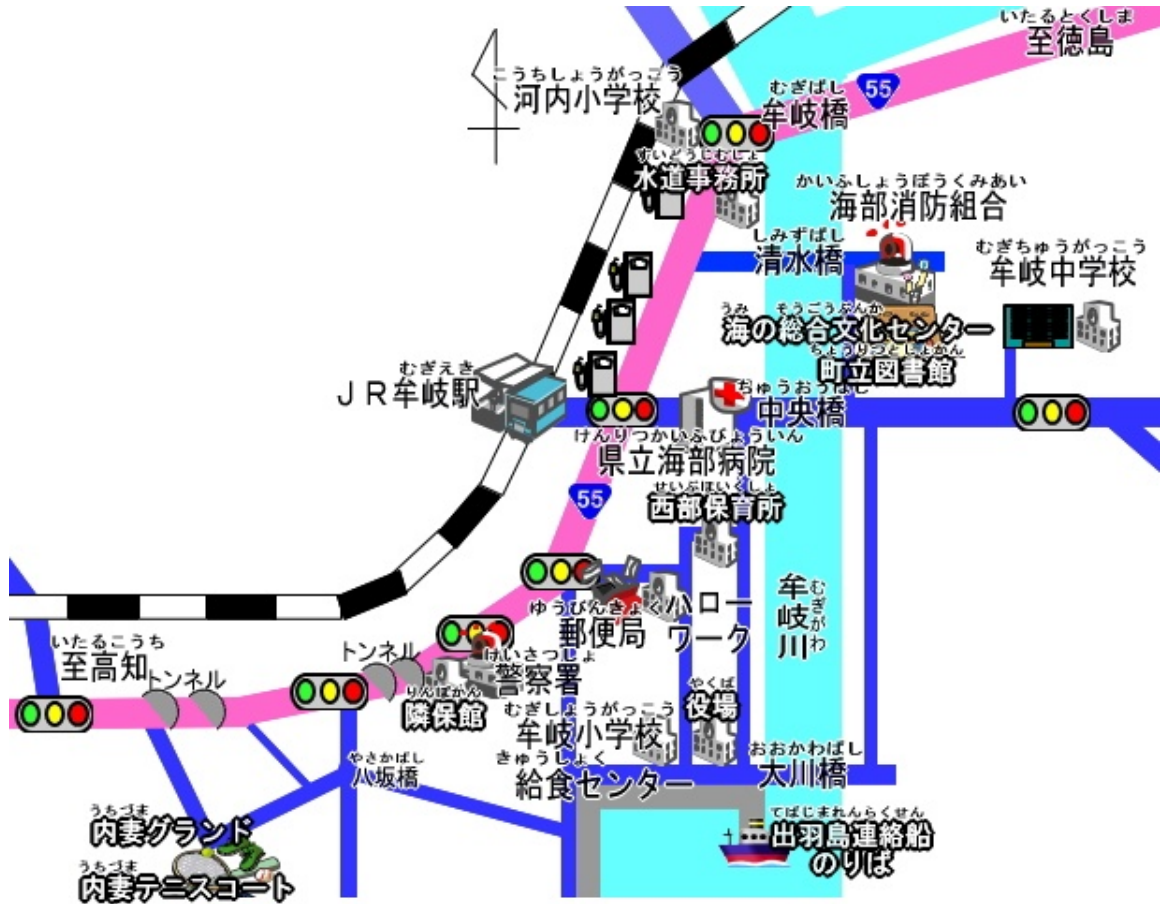 いたるとくしま
至徳島
こうちしょうがっこう
河内小学校
むぎばし
牟岐橋
55
すいどうじむしょ
水道事務所
かいふしょうぼうくみあい
海部消防組合
しみずばし
清水橋
むぎちゅうがっこう
牟岐中学校
うみ そうごうぶんか
海の総合文化センター
ちょうりつとしょかん
町立図書館
むぎえき
JR牟岐駅
ちゅうおうばし
中央橋
けんりつかいふびょういん
県立海部病院
せいぶほいくしょ
西部保育所
55
ゆうびんきょく
郵便局
ハロー
ワーク
むぎがわ
牟岐川
いたるこうち
至高知
トンネル
トンネル
けいさつしょ
警察署
りんぽかん
隣保館
やくば
役場
むぎしょうがっこう
牟岐小学校
きゅうしょく
給食センター
おおかわばし
大川橋
やさかばし
八坂橋
うちづま
内妻グランド
うちづま
内妻テニスコート
てばじまれんらくせん
出羽島連絡船
のりば